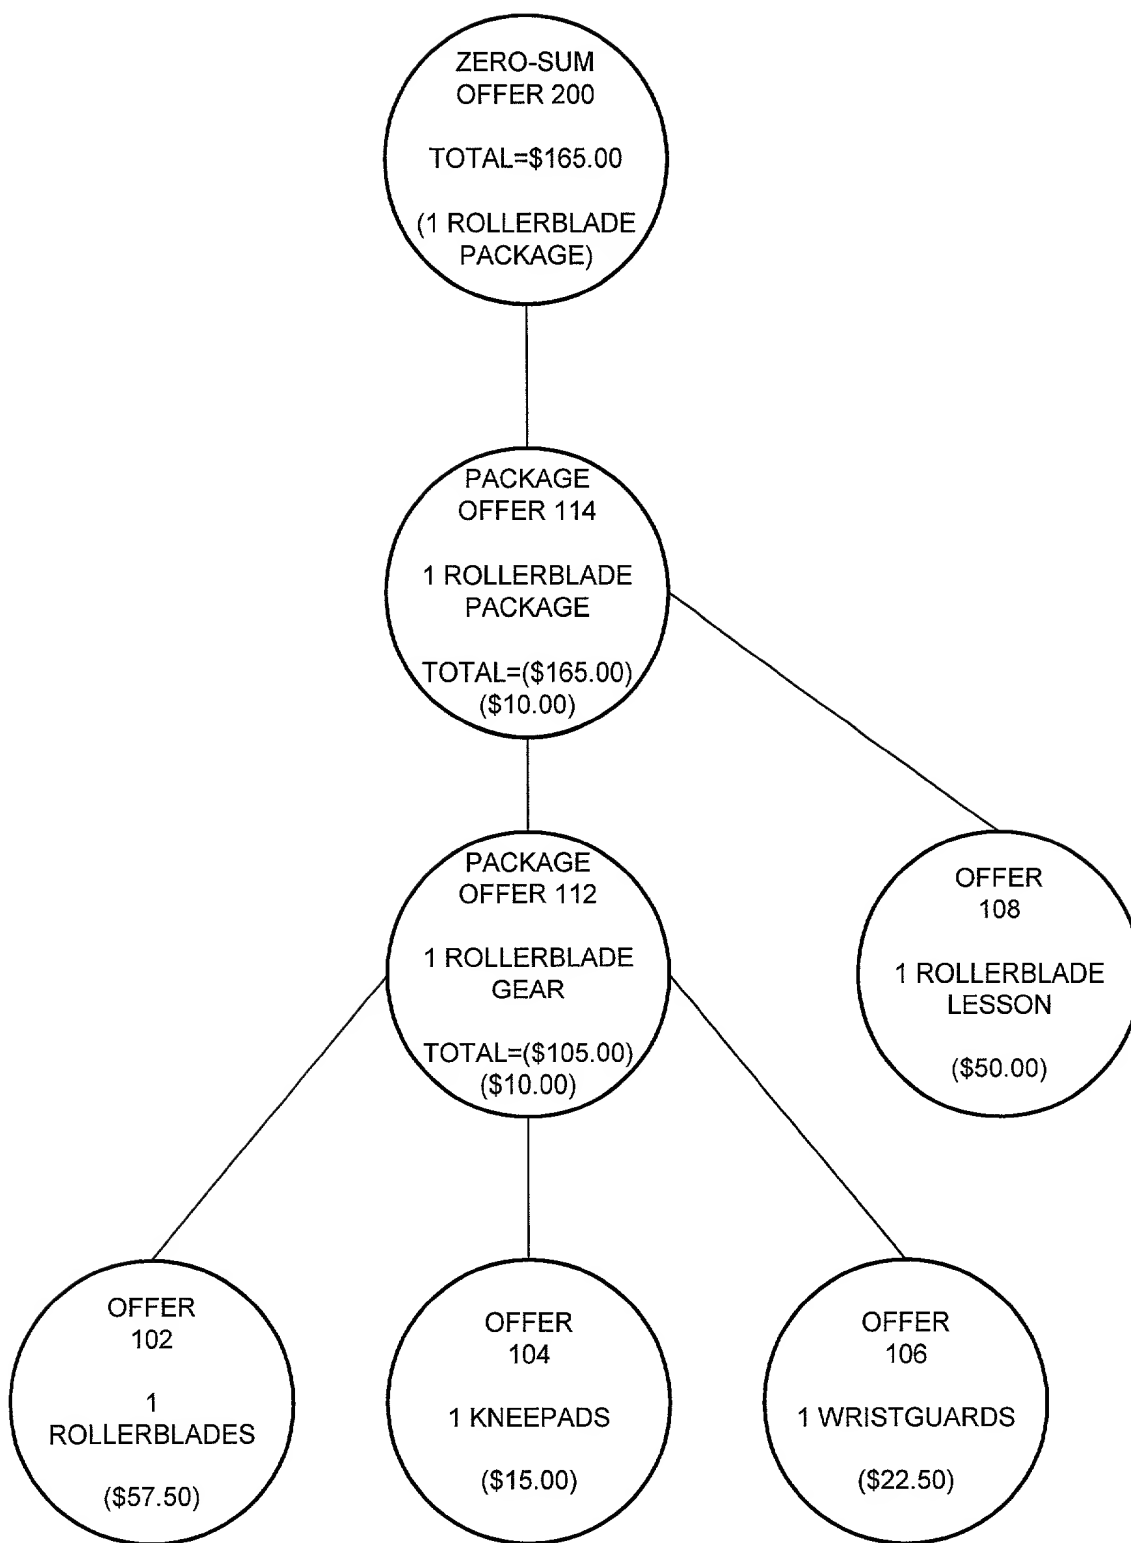 ZERO-SUM
OFFER 200
TOTAL=$165.00
(1 ROLLERBLADE
PACKAGE)
PACKAGE
OFFER 114
1 ROLLERBLADE
PACKAGE
TOTAL=($165.00)
($10.00)
PACKAGE
OFFER 112
1 ROLLERBLADE
GEAR
TOTAL=($105.00)
($10.00)
OFFER
108
1 ROLLERBLADE
LESSON
($50.00)
OFFER
102
1
ROLLERBLADES
($57.50)
OFFER
104
1 KNEEPADS
($15.00)
OFFER
106
1 WRISTGUARDS
($22.50)